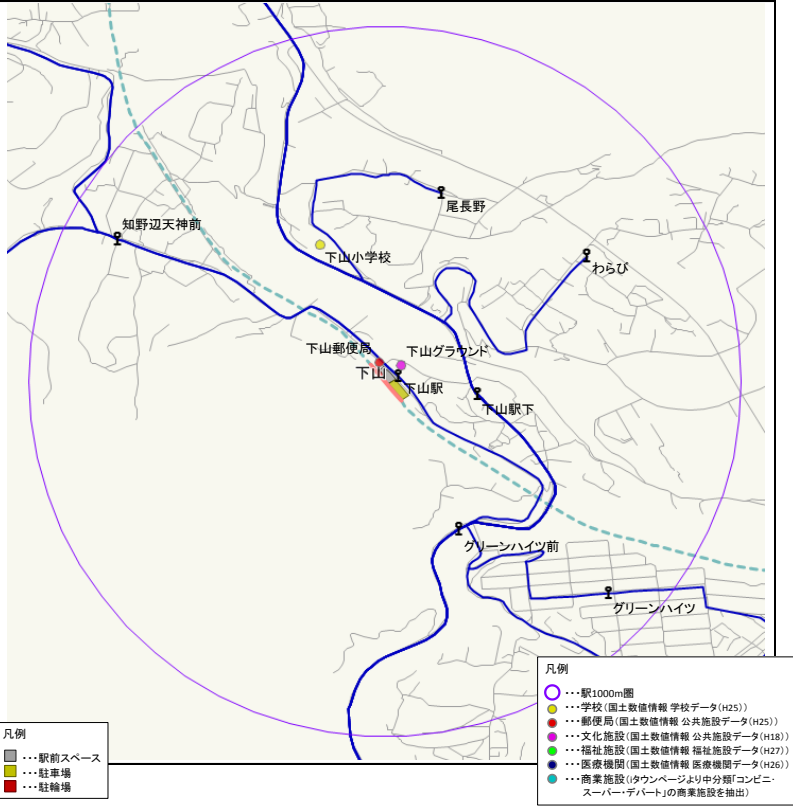 尾長野
知野辺天神前
下山小学校
わらび
下山郵便局
下山グラウンド
下山
下山駅
下山駅下
グリーンハイツ前
グリーンハイツ
凡例
・・・駅前スペース
・・・駐車場
・・・駐輪場
凡例
・・・駅1000m圏
・・・学校(国土数値情報 学校データ(H25))
・・・郵便局(国土数値情報 公共施設データ(H25))
・・・文化施設(国土数値情報 公共施設データ(H18))
・・・福祉施設(国土数値情報 福祉施設データ(H27))
・・・医療機関(国土数値情報 医療機関データ(H26))
・・・商業施設(iタウンページより中分類「コンビニ・
スーパー・デパート」の商業施設を抽出)